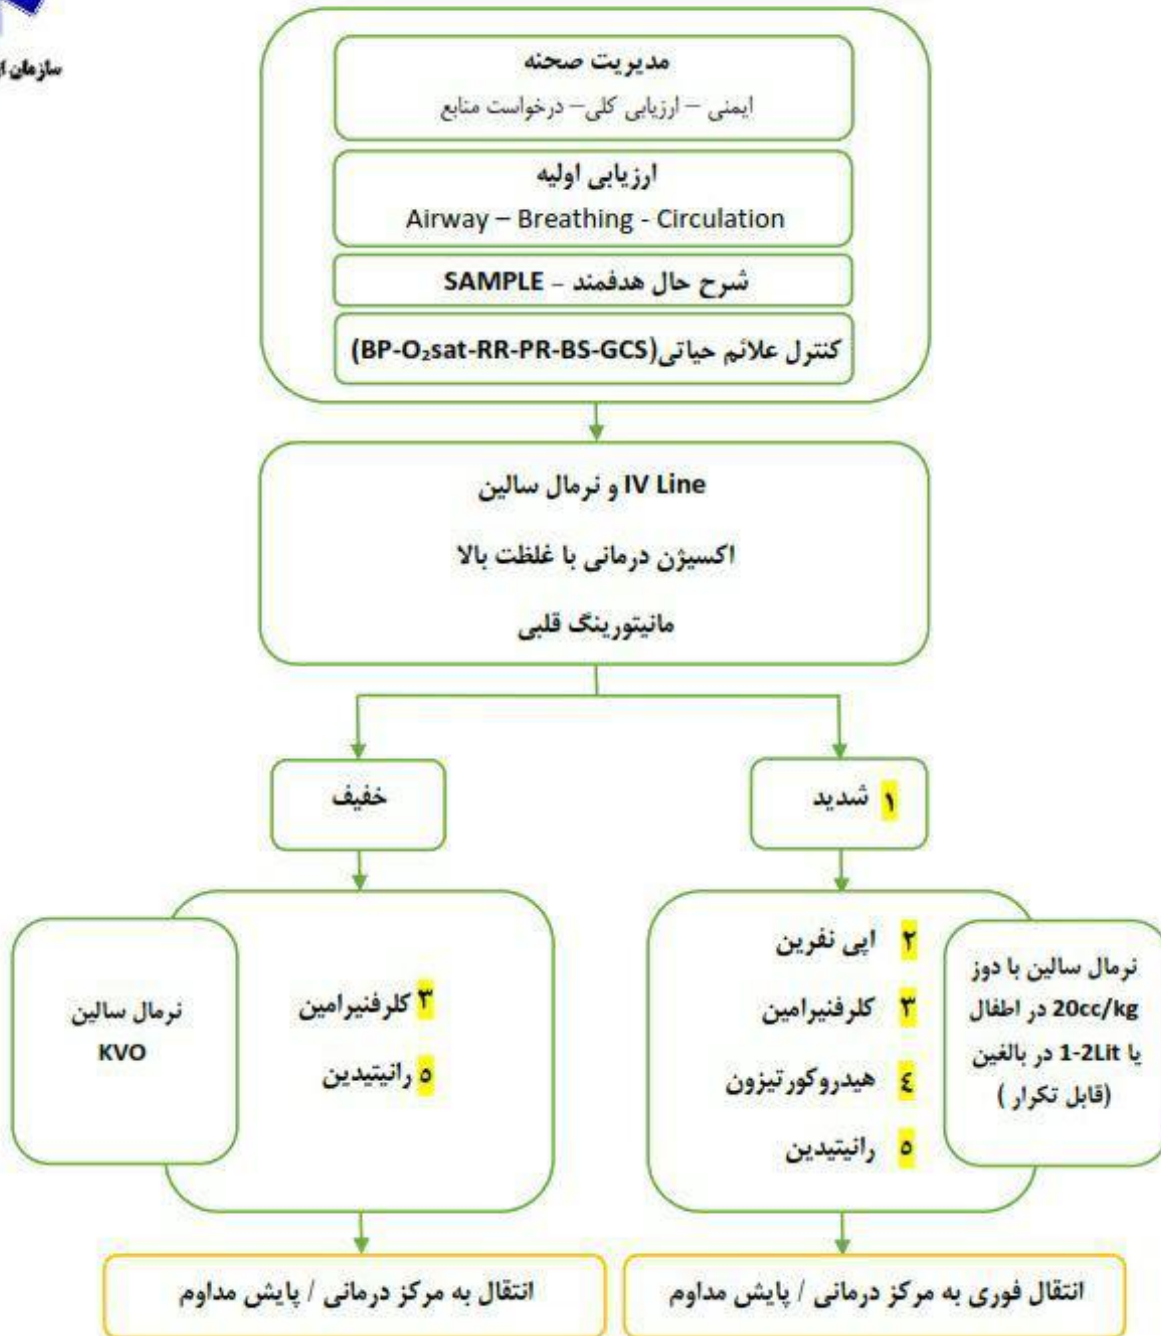 سازمان
مدیریت صحنه
ایمنی – ارزیابی کلی– درخواست منابع
ارزیابی اولیه
Airway – Breathing - Circulation
شرح حال هدفمند – SAMPLE
کنترل علائم حیاتی(BP-O₂sat-RR-PR-BS-GCS)
IV Line و نرمال سالین
اکسیژن درمانی با غلظت بالا
مانیتورینگ قلبی
۱ شدید
خفیف
۲ اپی نفرین
۳ کلرفنیرامین
٤ هیدروکورتیزون
٥ رانیتیدین
نرمال سالین با دوز
20cc/kg در اطفال
یا 1-2Lit در بالغین
(قابل تکرار )
۳ کلرفنیرامین
٥ رانیتیدین
نرمال سالین
KVO
انتقال فوری به مرکز درمانی / پایش مداوم
انتقال به مرکز درمانی / پایش مداوم